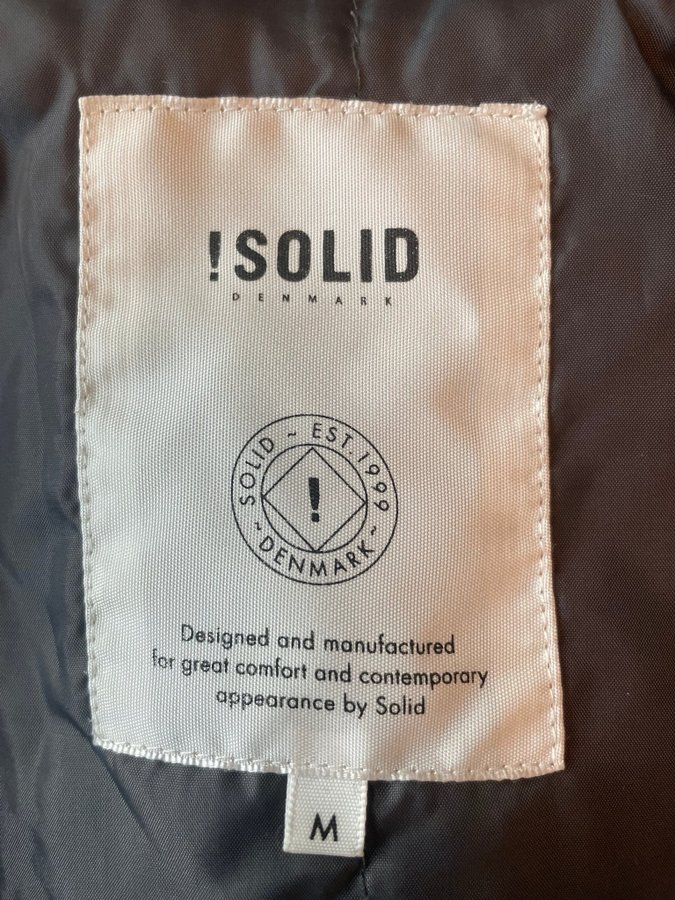 !SOLID
DENMARK
SOLID ~ EST.1999
~ DENMARK ~
!
Designed and manufactured
for great comfort and contemporary
appearance by Solid
M